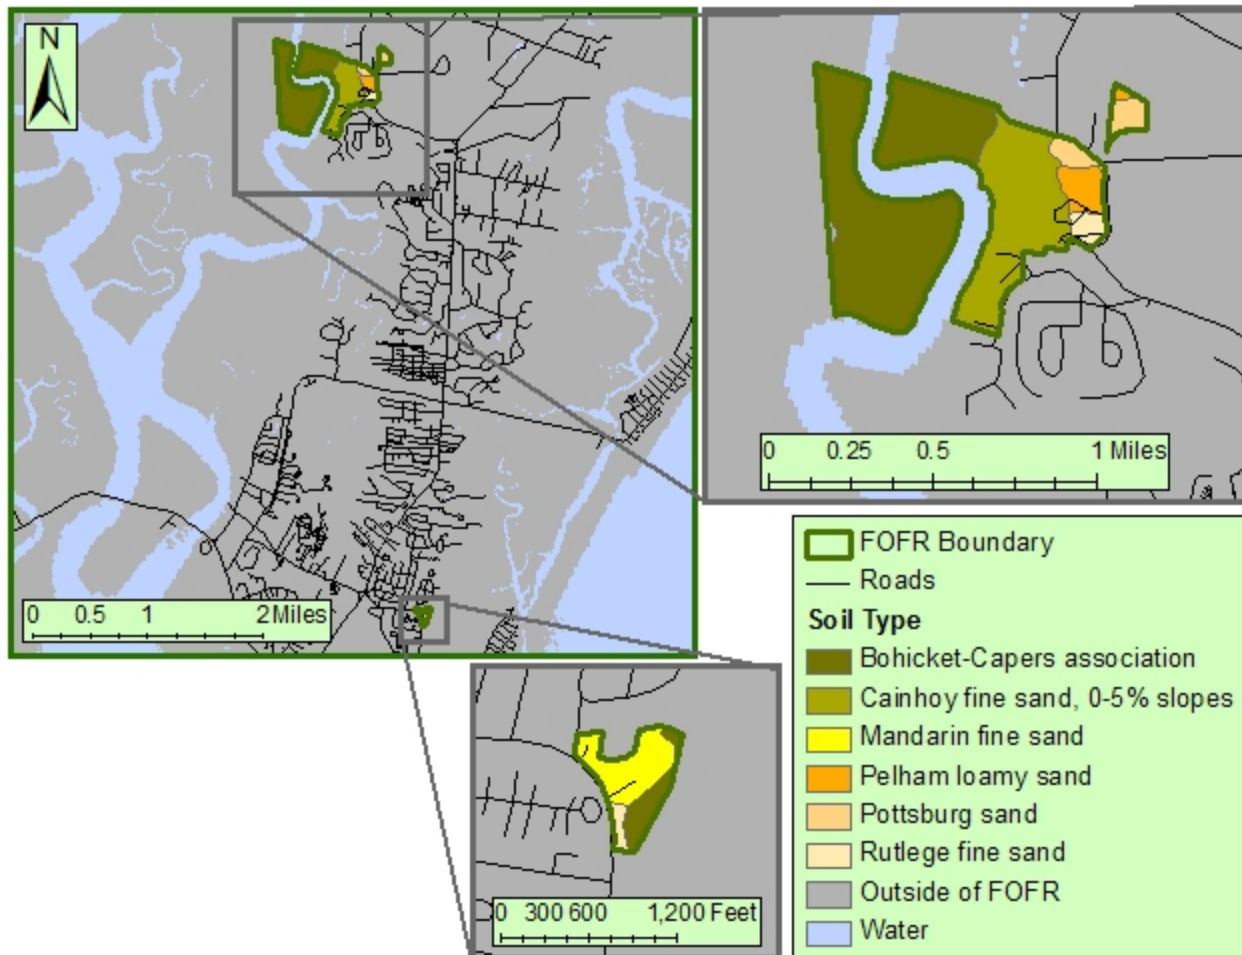 N
0 0.5 1 2 Miles
0 0.25 0.5 1 Miles
0 300 600 1,200 Feet
FOFR Boundary
Roads
Soil Type
Bohicket-Capers association
Cainhoy fine sand, 0-5% slopes
Mandarin fine sand
Pelham loamy sand
Pottsburg sand
Rutlege fine sand
Outside of FOFR
Water